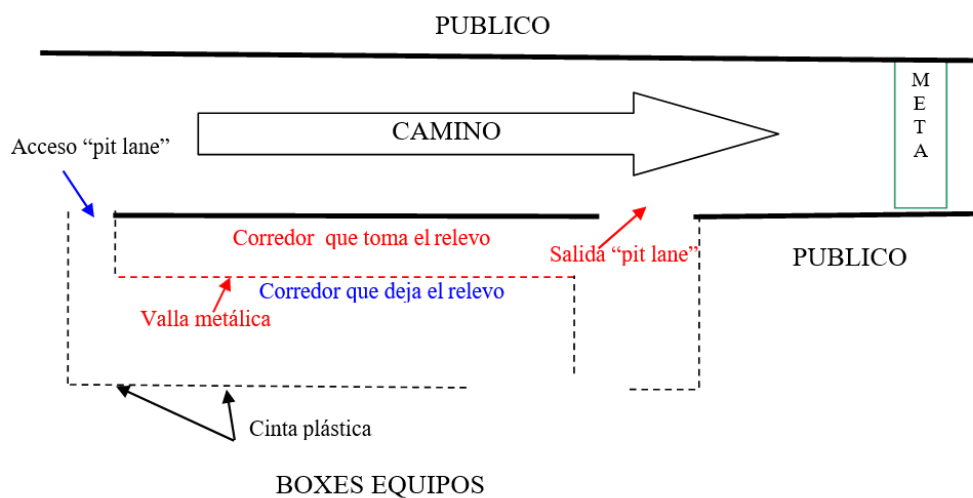 PUBLICO
M
E
T
A
CAMINO
Acceso “pit lane”
Corredor que toma el relevo
Salida “pit lane”
PUBLICO
Corredor que deja el relevo
Valla metálica
Cinta plástica
BOXES EQUIPOS